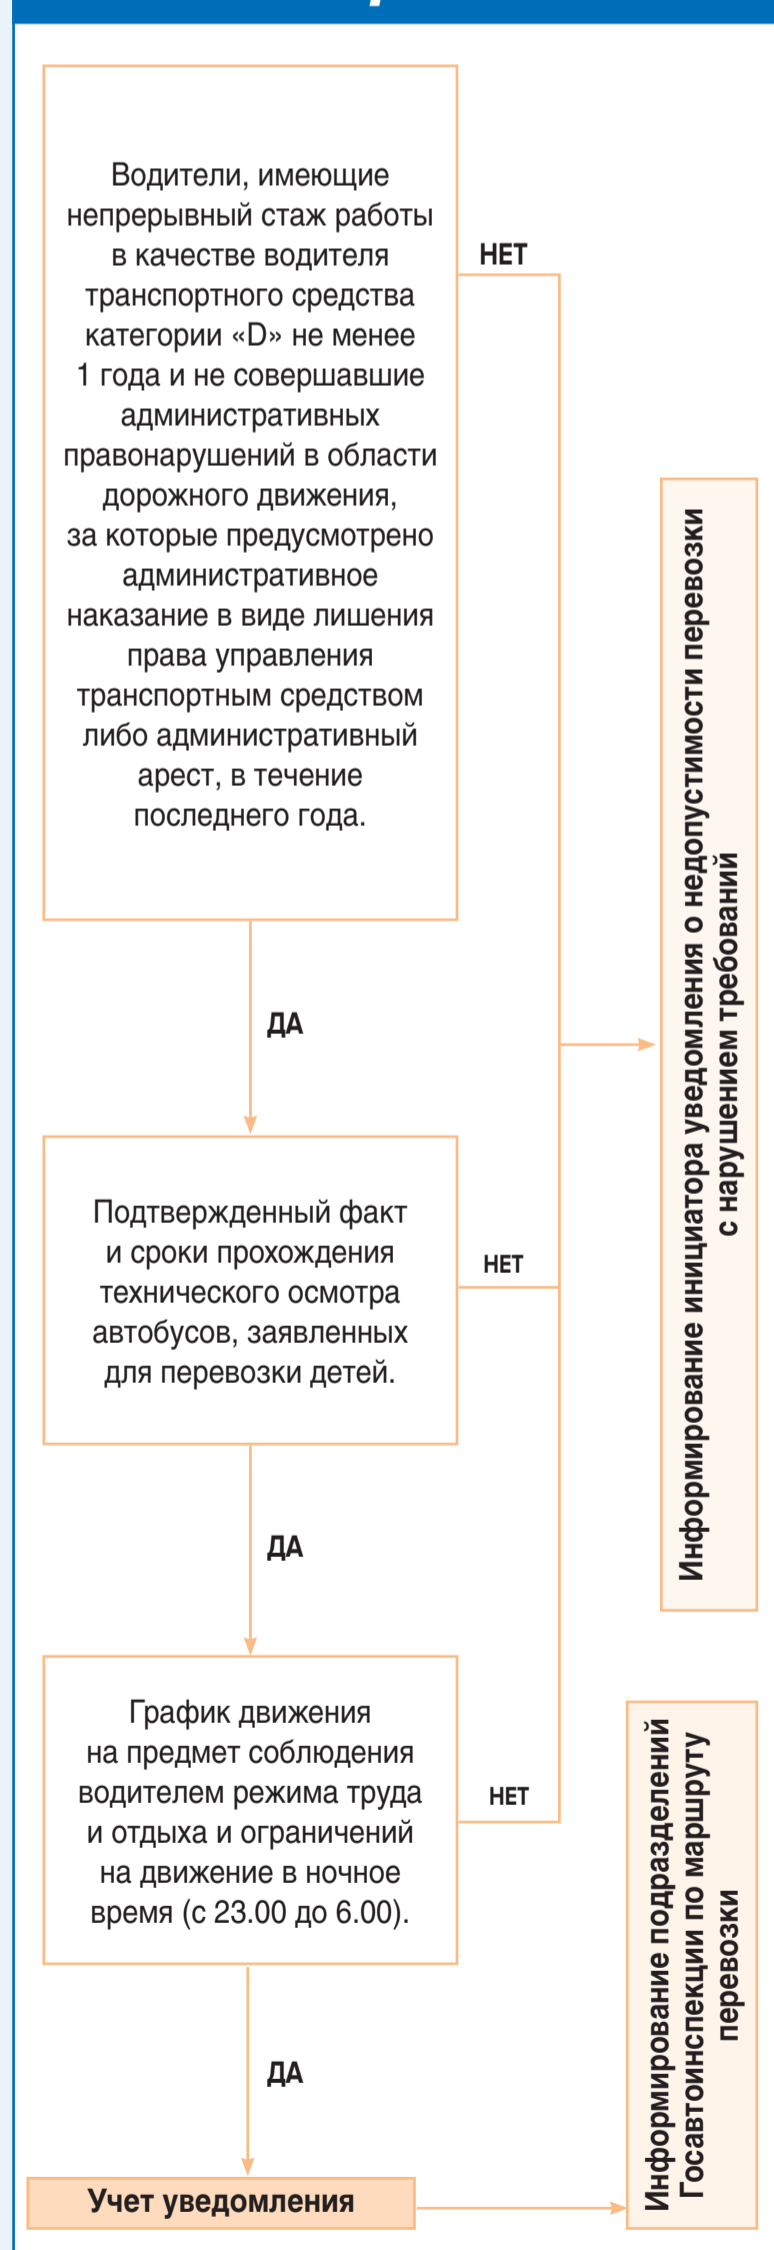 Водители, имеющие
непрерывный стаж работы
в качестве водителя
транспортного средства
категории «D» не менее
1 года и не совершавшие
административных
правонарушений в области
дорожного движения,
за которые предусмотрено
административное
наказание в виде лишения
права управления
транспортным средством
либо административный
арест, в течение
последнего года.
НЕТ
ДА
Подтвержденный факт
и сроки прохождения
технического осмотра
автобусов, заявленных
для перевозки детей.
НЕТ
ДА
График движения
на предмет соблюдения
водителем режима труда
и отдыха и ограничений
на движение в ночное
время (с 23.00 до 6.00).
НЕТ
ДА
Учет уведомления
Информирование инициатора уведомления о недопустимости перевозки
с нарушением требований
Информирование подразделений
Госавтоинспекции по маршруту
перевозки